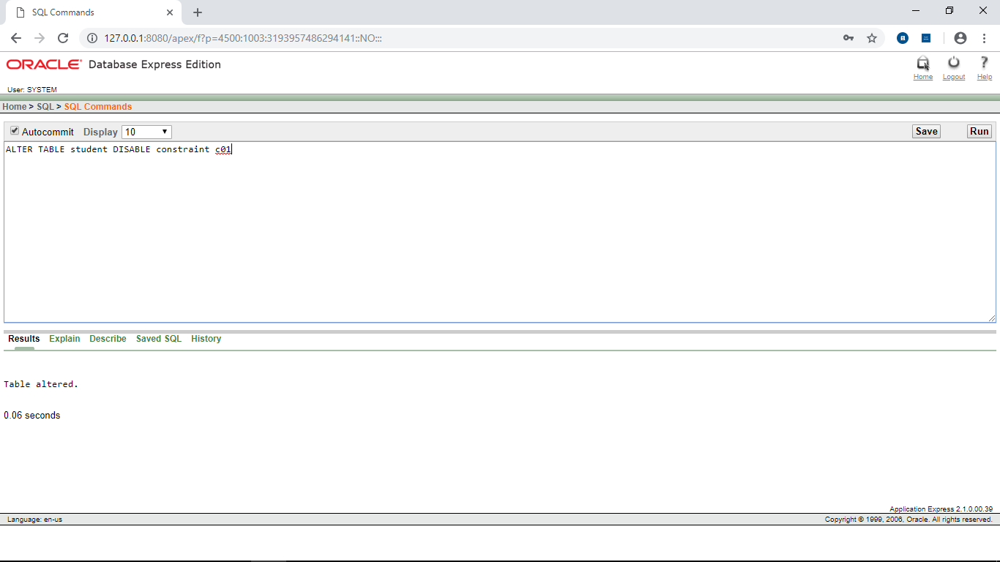 SQL Commands
127.0.0.1:8080/apex/f?p=4500:1003:3193957486294141::NO:::
ORACLE Database Express Edition
Home Logout Help
User: SYSTEM
Home > SQL > SQL Commands
Autocommit Display 10 Save Run
ALTER TABLE student DISABLE constraint c01
Results Explain Describe Saved SQL History
Table altered.
0.06 seconds
Application Express 2.1.0.00.39
Language: en-us Copyright © 1999, 2006, Oracle. All rights reserved.